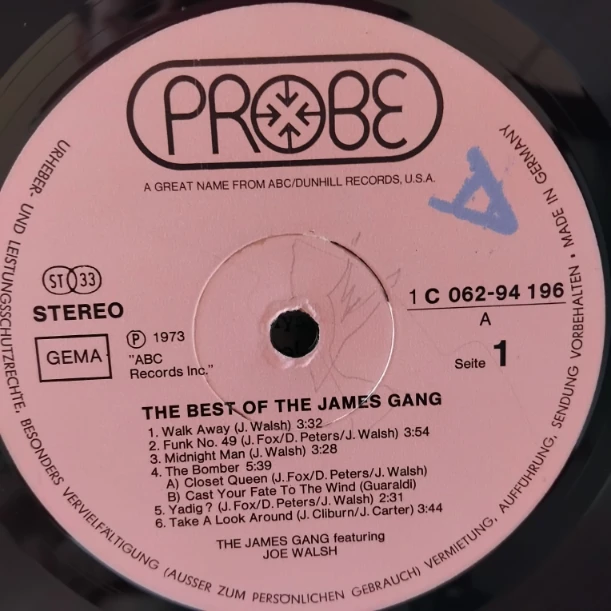 PROBE
A GREAT NAME FROM ABC/DUNHILL RECORDS, U.S.A.
A
ST 33
STEREO
GEMA
Ⓟ 1973
"ABC
Records Inc."
1 C 062-94 196
A
Seite 1
THE BEST OF THE JAMES GANG
1. Walk Away (J. Walsh) 3:32
2. Funk No. 49 (J. Fox/D. Peters/J. Walsh) 3:54
3. Midnight Man (J. Walsh) 3:28
4. The Bomber 5:39
A) Closet Queen (J. Fox/D. Peters/J. Walsh)
B) Cast Your Fate To The Wind (Guaraldi)
5. Yadig? (J. Fox/D. Peters/J. Walsh) 2:31
6. Take A Look Around (J. Cliburn/J. Carter) 3:44
THE JAMES GANG featuring
JOE WALSH
URHEBER- UND LEISTUNGSSCHUTZRECHTE, BESONDERS VERVIELFÄLTIGUNG (AUSSER ZUM PERSÖNLICHEN GEBRAUCH) VERMIETUNG, AUFFÜHRUNG, SENDUNG VORBEHALTEN • MADE IN GERMANY